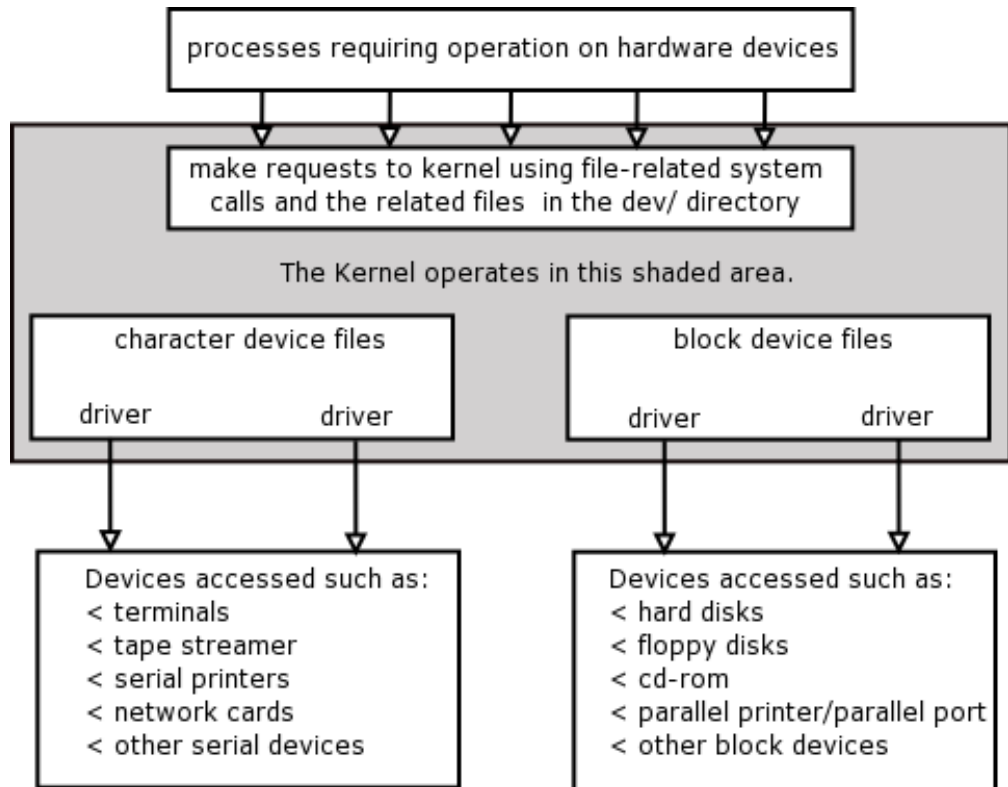 processes requiring operation on hardware devices
make requests to kernel using file-related system
calls and the related files in the dev/ directory
The Kernel operates in this shaded area.
character device files
driver driver
block device files
driver driver
Devices accessed such as:
< terminals
< tape streamer
< serial printers
< network cards
< other serial devices
Devices accessed such as:
< hard disks
< floppy disks
< cd-rom
< parallel printer/parallel port
< other block devices